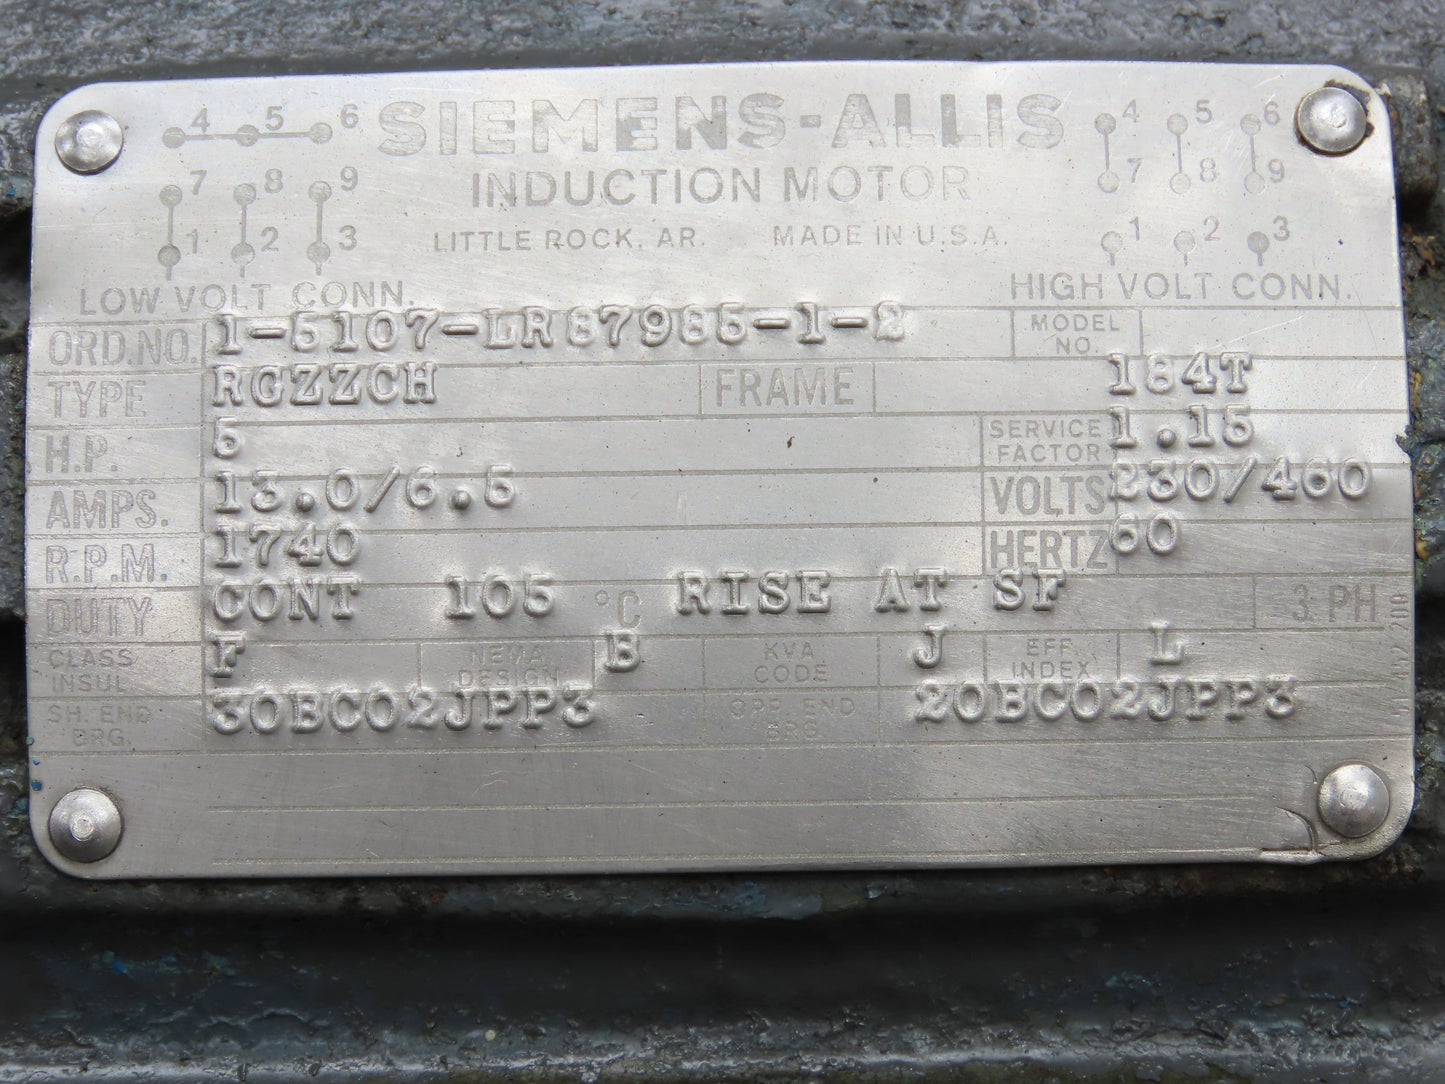 4 5 6 SIEMENS-ALLIS 4 5 6
7 8 9 INDUCTION MOTOR 7 8 9
1 2 3 LITTLE ROCK, AR. MADE IN U.S.A. 1 2 3
LOW VOLT CONN. HIGH VOLT CONN.
ORD.NO. 1-5107-LR87985-1-2 MODEL NO.
TYPE RGZZCH FRAME 184T
H.P. 5 SERVICE FACTOR 1.15
AMPS. 13.0/6.5 VOLTS 230/460
R.P.M. 1740 HERTZ 60
DUTY CONT 105 °C RISE AT SF 3 PH
CLASS INSUL F NEMA DESIGN B KVA CODE J EFF. INDEX L
SH. END BRG. 30BC02JPP3 OPP. END BRG. 20BC02JPP3